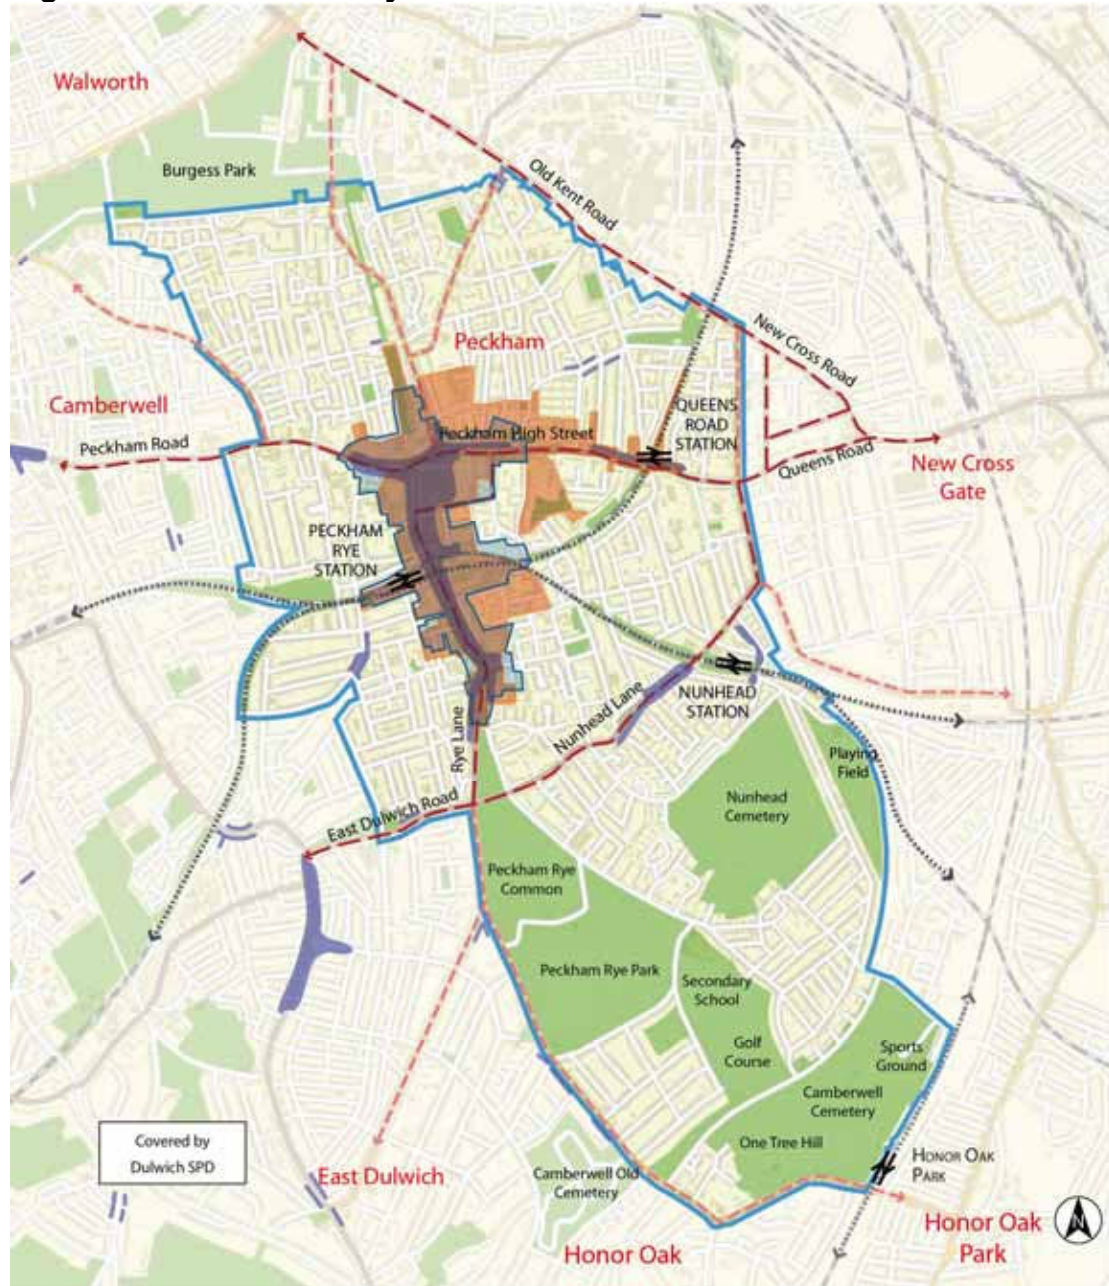 Walworth
Burgess Park
Old Kent Road
Peckham
New Cross Road
Camberwell
Peckham Road
QUEENS
ROAD
STATION
Peckham High Street
Queens Road
New Cross
Gate
PECKHAM
RYE
STATION
NUNHEAD
STATION
Nunhead Lane
Rye Lane
Playing
Field
Nunhead
Cemetery
East Dulwich Road
Peckham Rye
Common
Peckham Rye Park
Secondary
School
Golf
Course
Sports
Ground
Camberwell
Cemetery
Covered by
Dulwich SPD
One Tree Hill
HONOR OAK
PARK
East Dulwich
Camberwell Old
Cemetery
Honor Oak
Honor Oak
Park
N